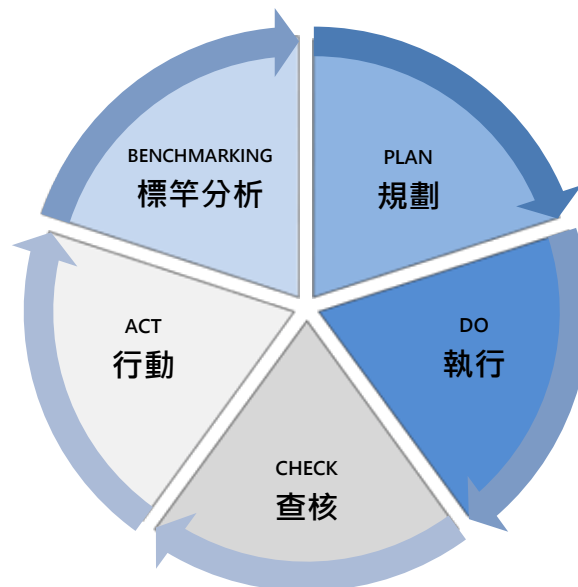 BENCHMARKING
標竿分析
PLAN
規劃
DO
執行
CHECK
查核
ACT
行動